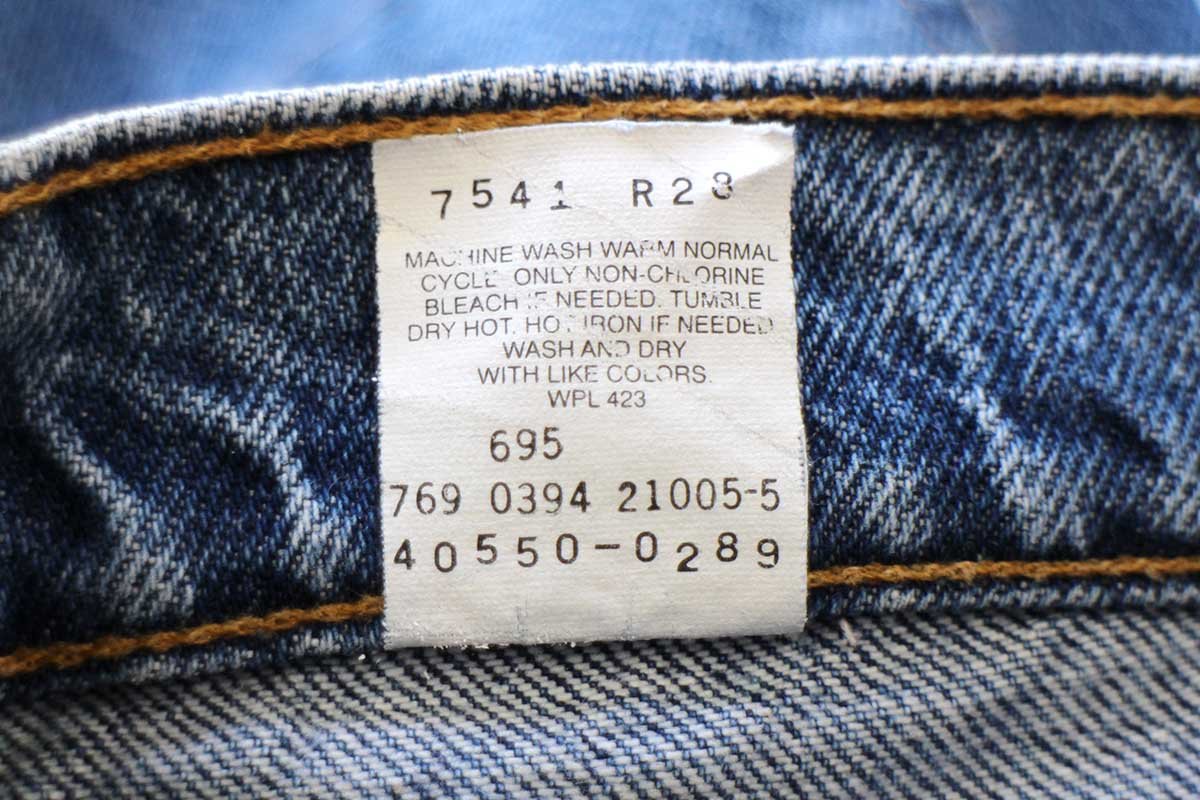 7541 R28
MACHINE WASH WARM NORMAL
CYCLE. ONLY NON-CHLORINE
BLEACH IF NEEDED. TUMBLE
DRY HOT. HOT IRON IF NEEDED.
WASH AND DRY
WITH LIKE COLORS.
WPL 423
695
769 0394 21005-5
40550-0289